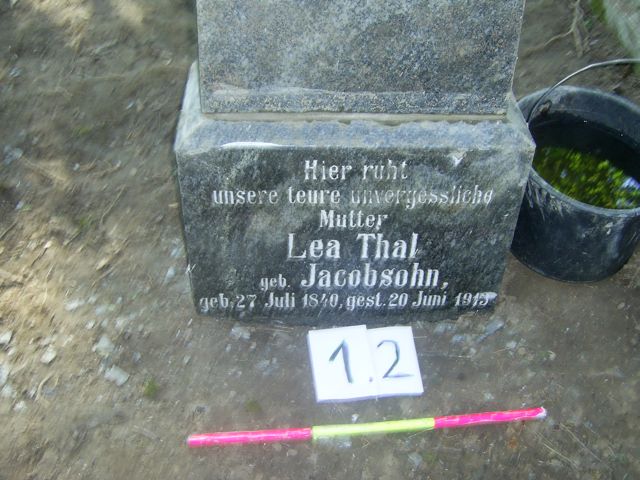 Hier ruht
unsere teure unvergessliche
Mutter
Lea Thal
geb. Jacobsohn,
geb. 27 Juli 1840, gest. 20 Juni 1913.
1.2